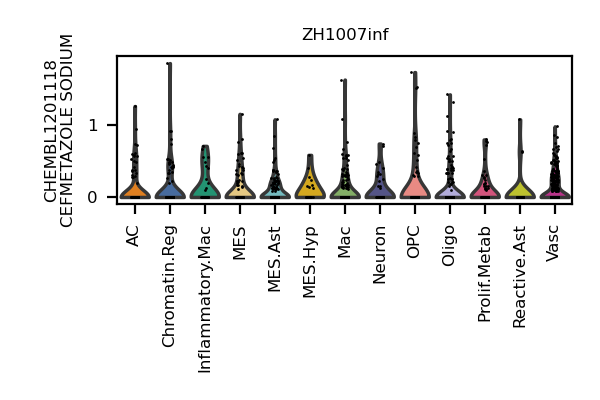 ZH1007inf
CHEMBL1201118
CEFMETAZOLE SODIUM
1
0
AC
Chromatin.Reg
Inflammatory.Mac
MES
MES.Ast
MES.Hyp
Mac
Neuron
OPC
Oligo
Prolif.Metab
Reactive.Ast
Vasc